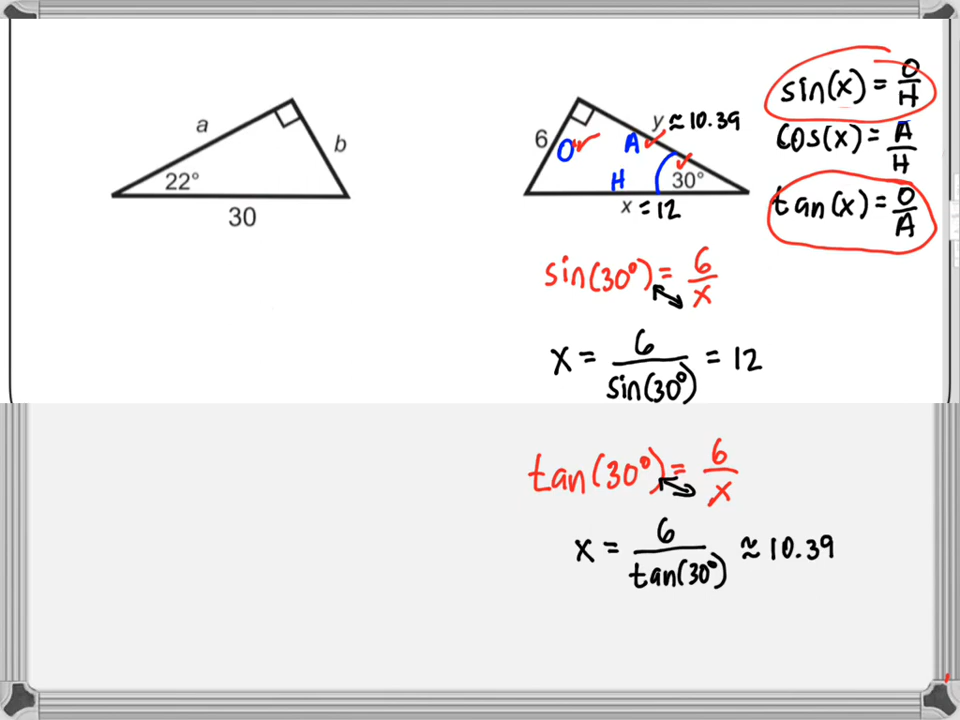 a
b
22°
30
6
O
A
H
y ≈ 10.39
30°
x = 12
sin(x) = O/H
cos(x) = A/H
tan(x) = O/A
sin(30°) = 6/x
x = 6/sin(30°) = 12
tan(30°) = 6/x
x = 6/tan(30°) ≈ 10.39